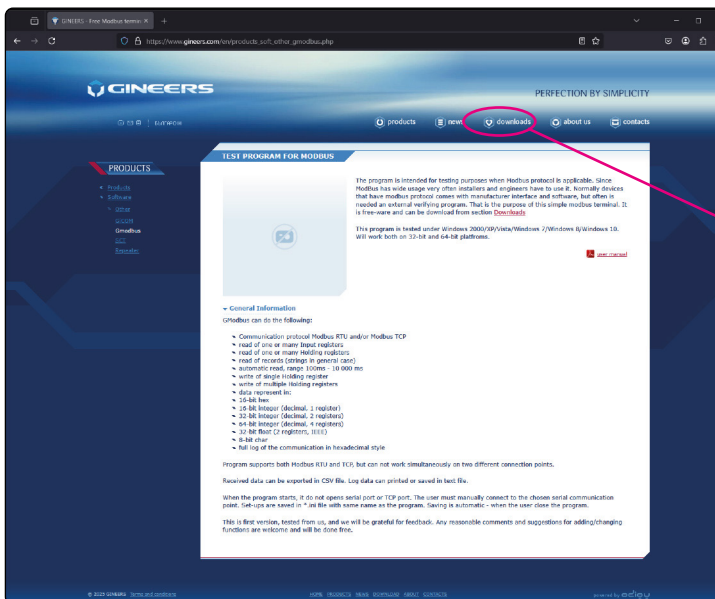 GINEERS - Free Modbus termin
https://www.gineers.com/en/products_soft_other_gmodbus.php
GINEERS
PERFECTION BY SIMPLICITY
products news downloads about us contacts
PRODUCTS
Products
Software
Other
GICOM
Gmodbus
Repeater
TEST PROGRAM FOR MODBUS
The program is intended for testing purposes when Modbus protocol is applicable. Since
ModBus has wide usage very often installers and engineers have to use it. Normally devices
that have modbus protocol comes with manufacturer interface and software, but often is
needed an external verifying program. That is the purpose of this simple modbus terminal. It
is free-ware and can be download from section Downloads
This program is tested under Windows 2000/XP/Vista/Windows 7/Windows 8/Windows 10.
Will work both on 32-bit and 64-bit platfroms.
user manual
General Information
GModbus can do the following:
Communication protocol Modbus RTU and/or Modbus TCP
read of one or many Input registers
read of one or many Holding registers
read of records (strings in general case)
automatic read, range 100ms - 10 000 ms
write of single Holding register
write of multiple Holding registers
data represent in:
16-bit hex
16-bit integer (decimal, 1 register)
32-bit integer (decimal, 2 registers)
64-bit integer (decimal, 4 registers)
32-bit float (2 registers, IEEE)
8-bit char
full log of the communication in hexadecimal style
Program supports both Modbus RTU and TCP, but can not work simultaneously on two different connection points.
Received data can be exported in CSV file. Log data can printed or saved in text file.
When the program starts, it do not opens serial port or TCP port. The user must manually connect to the chosen serial communication
point. Set-ups are saved in *.ini file with same name as the program. Saving is automatic - when the user close the program.
This is first version, tested from us, and we will be grateful for feedback. Any reasonable comments and suggestions for adding/changing
functions are welcome and will be done free.
© 2025 GINEERS Terms and conditions HOME PRODUCTS NEWS DOWNLOAD ABOUT CONTACTS powered by